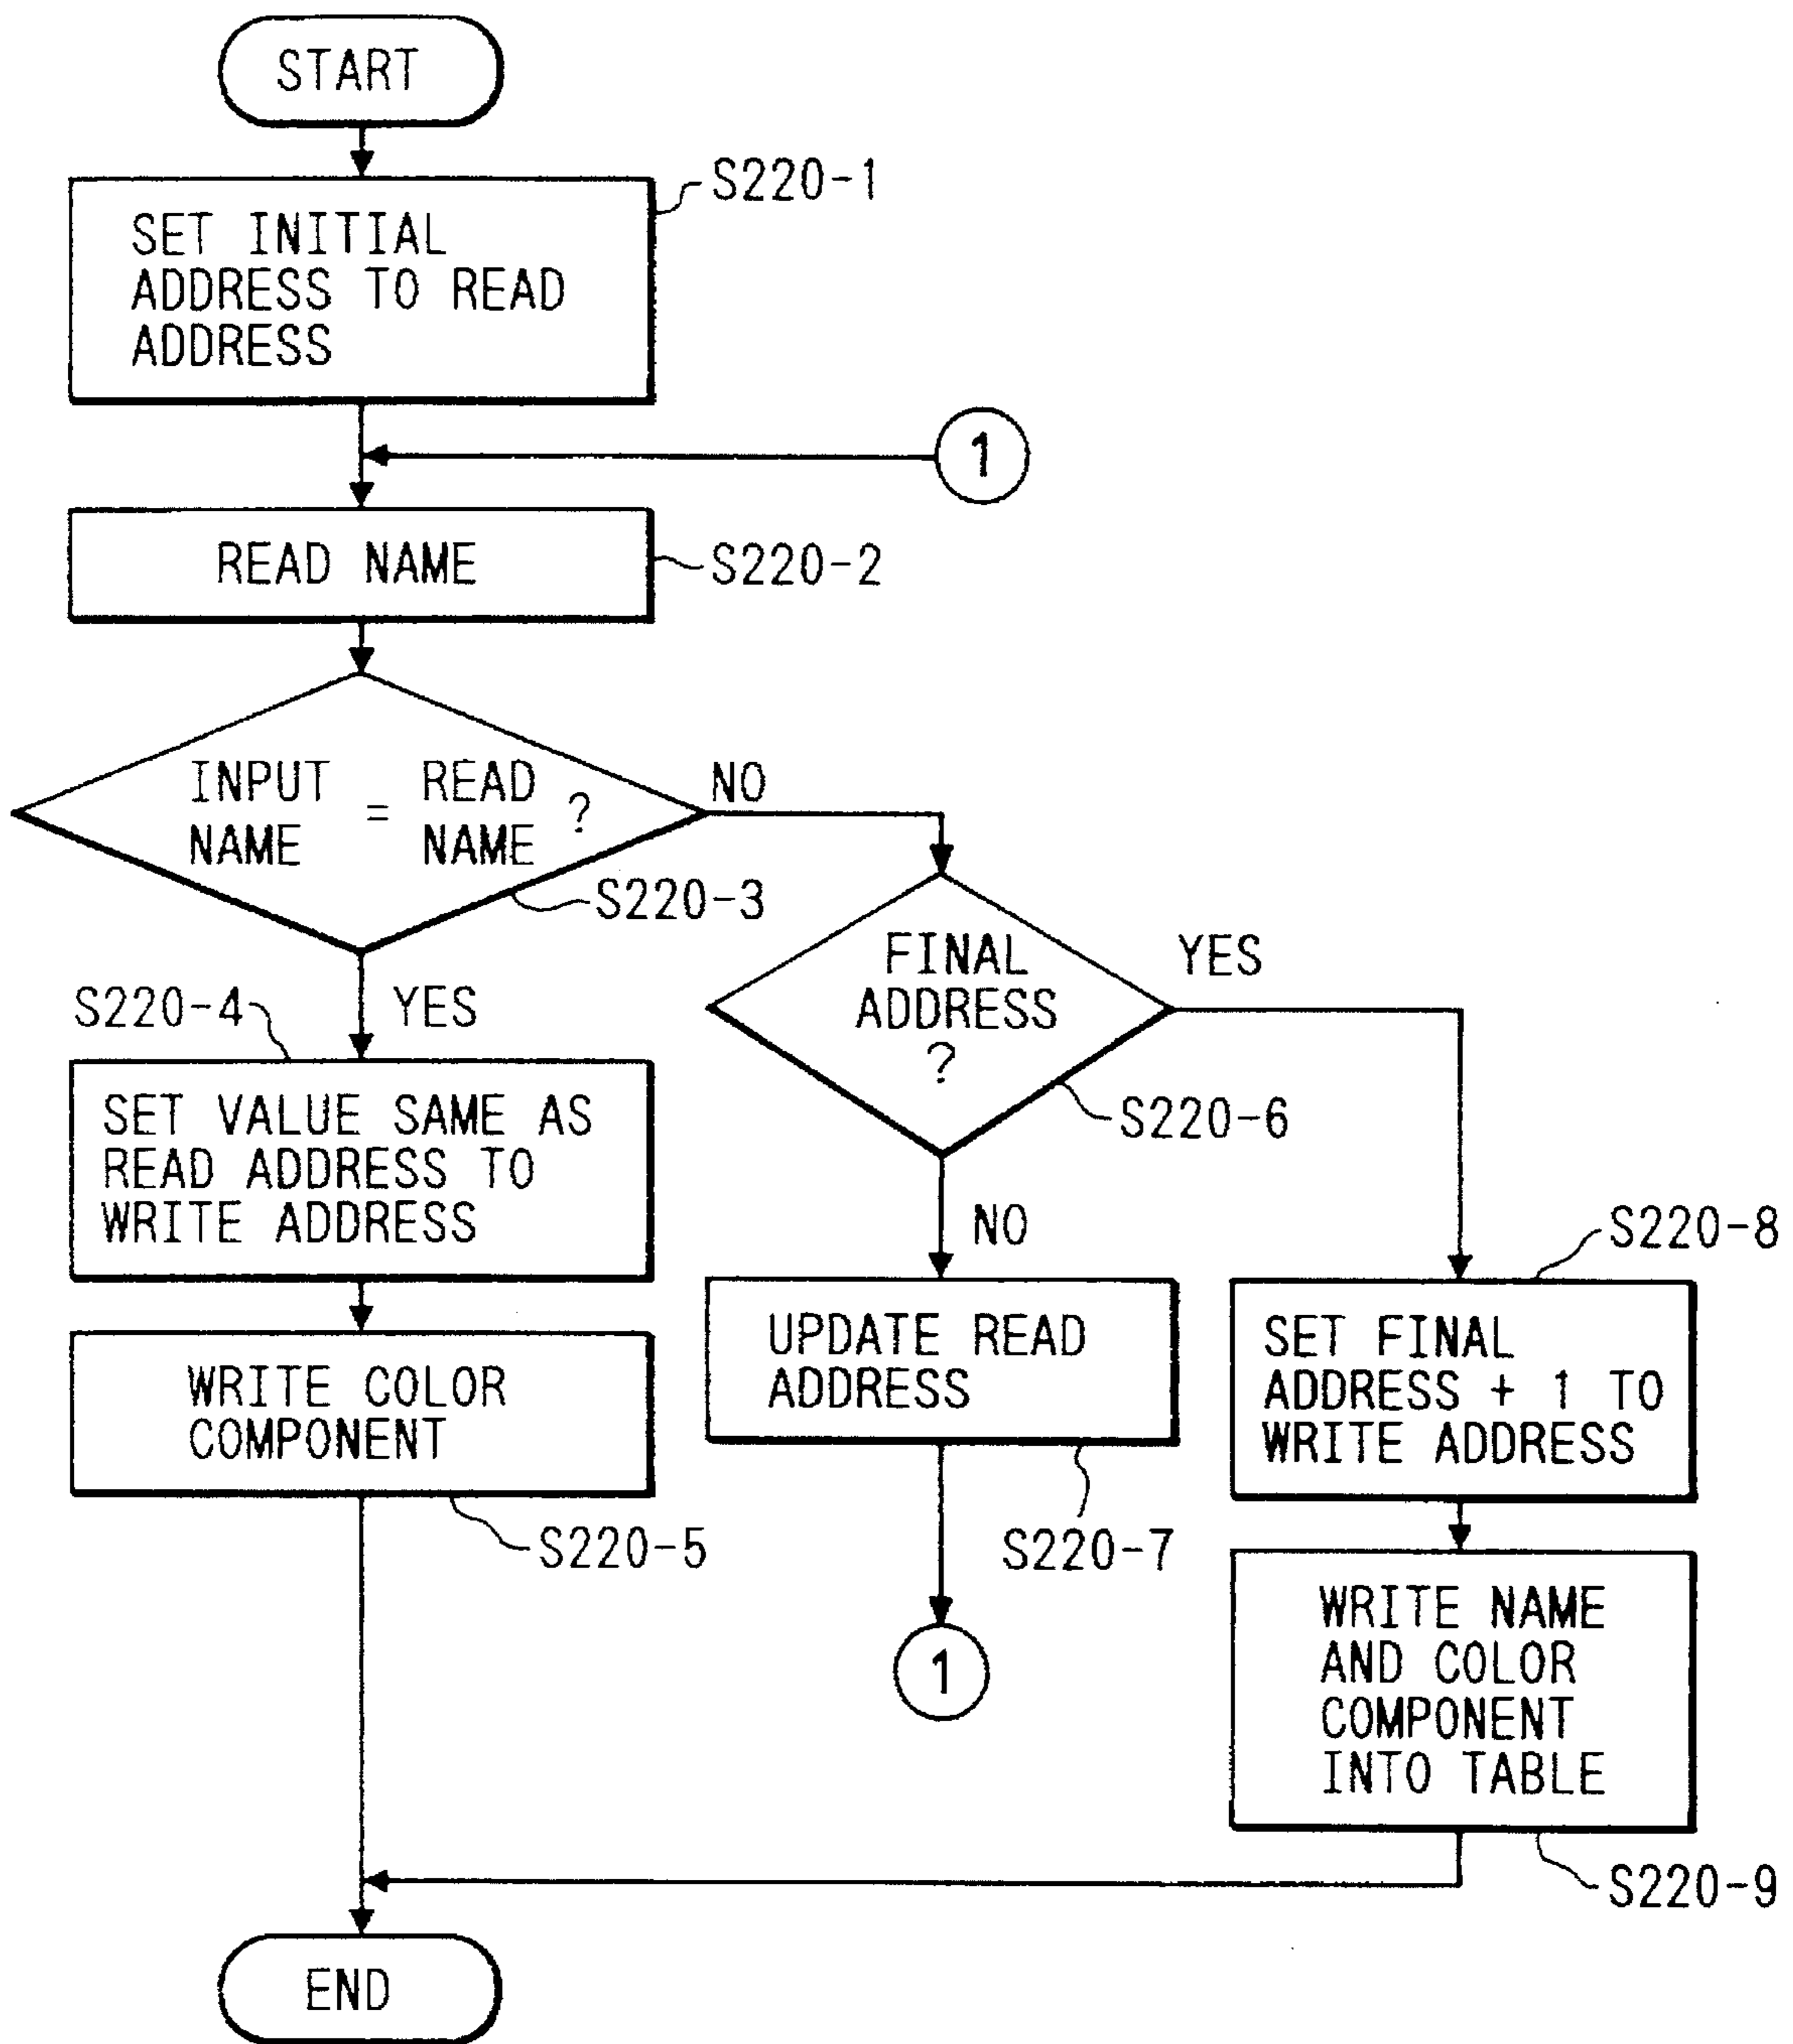 START
S220-1
SET INITIAL
ADDRESS TO READ
ADDRESS
1
READ NAME
S220-2
INPUT NAME = READ NAME ?
NO
S220-3
YES
S220-4
SET VALUE SAME AS
READ ADDRESS TO
WRITE ADDRESS
WRITE COLOR
COMPONENT
S220-5
FINAL
ADDRESS
?
YES
S220-6
NO
UPDATE READ
ADDRESS
S220-7
1
S220-8
SET FINAL
ADDRESS + 1 TO
WRITE ADDRESS
WRITE NAME
AND COLOR
COMPONENT
INTO TABLE
S220-9
END